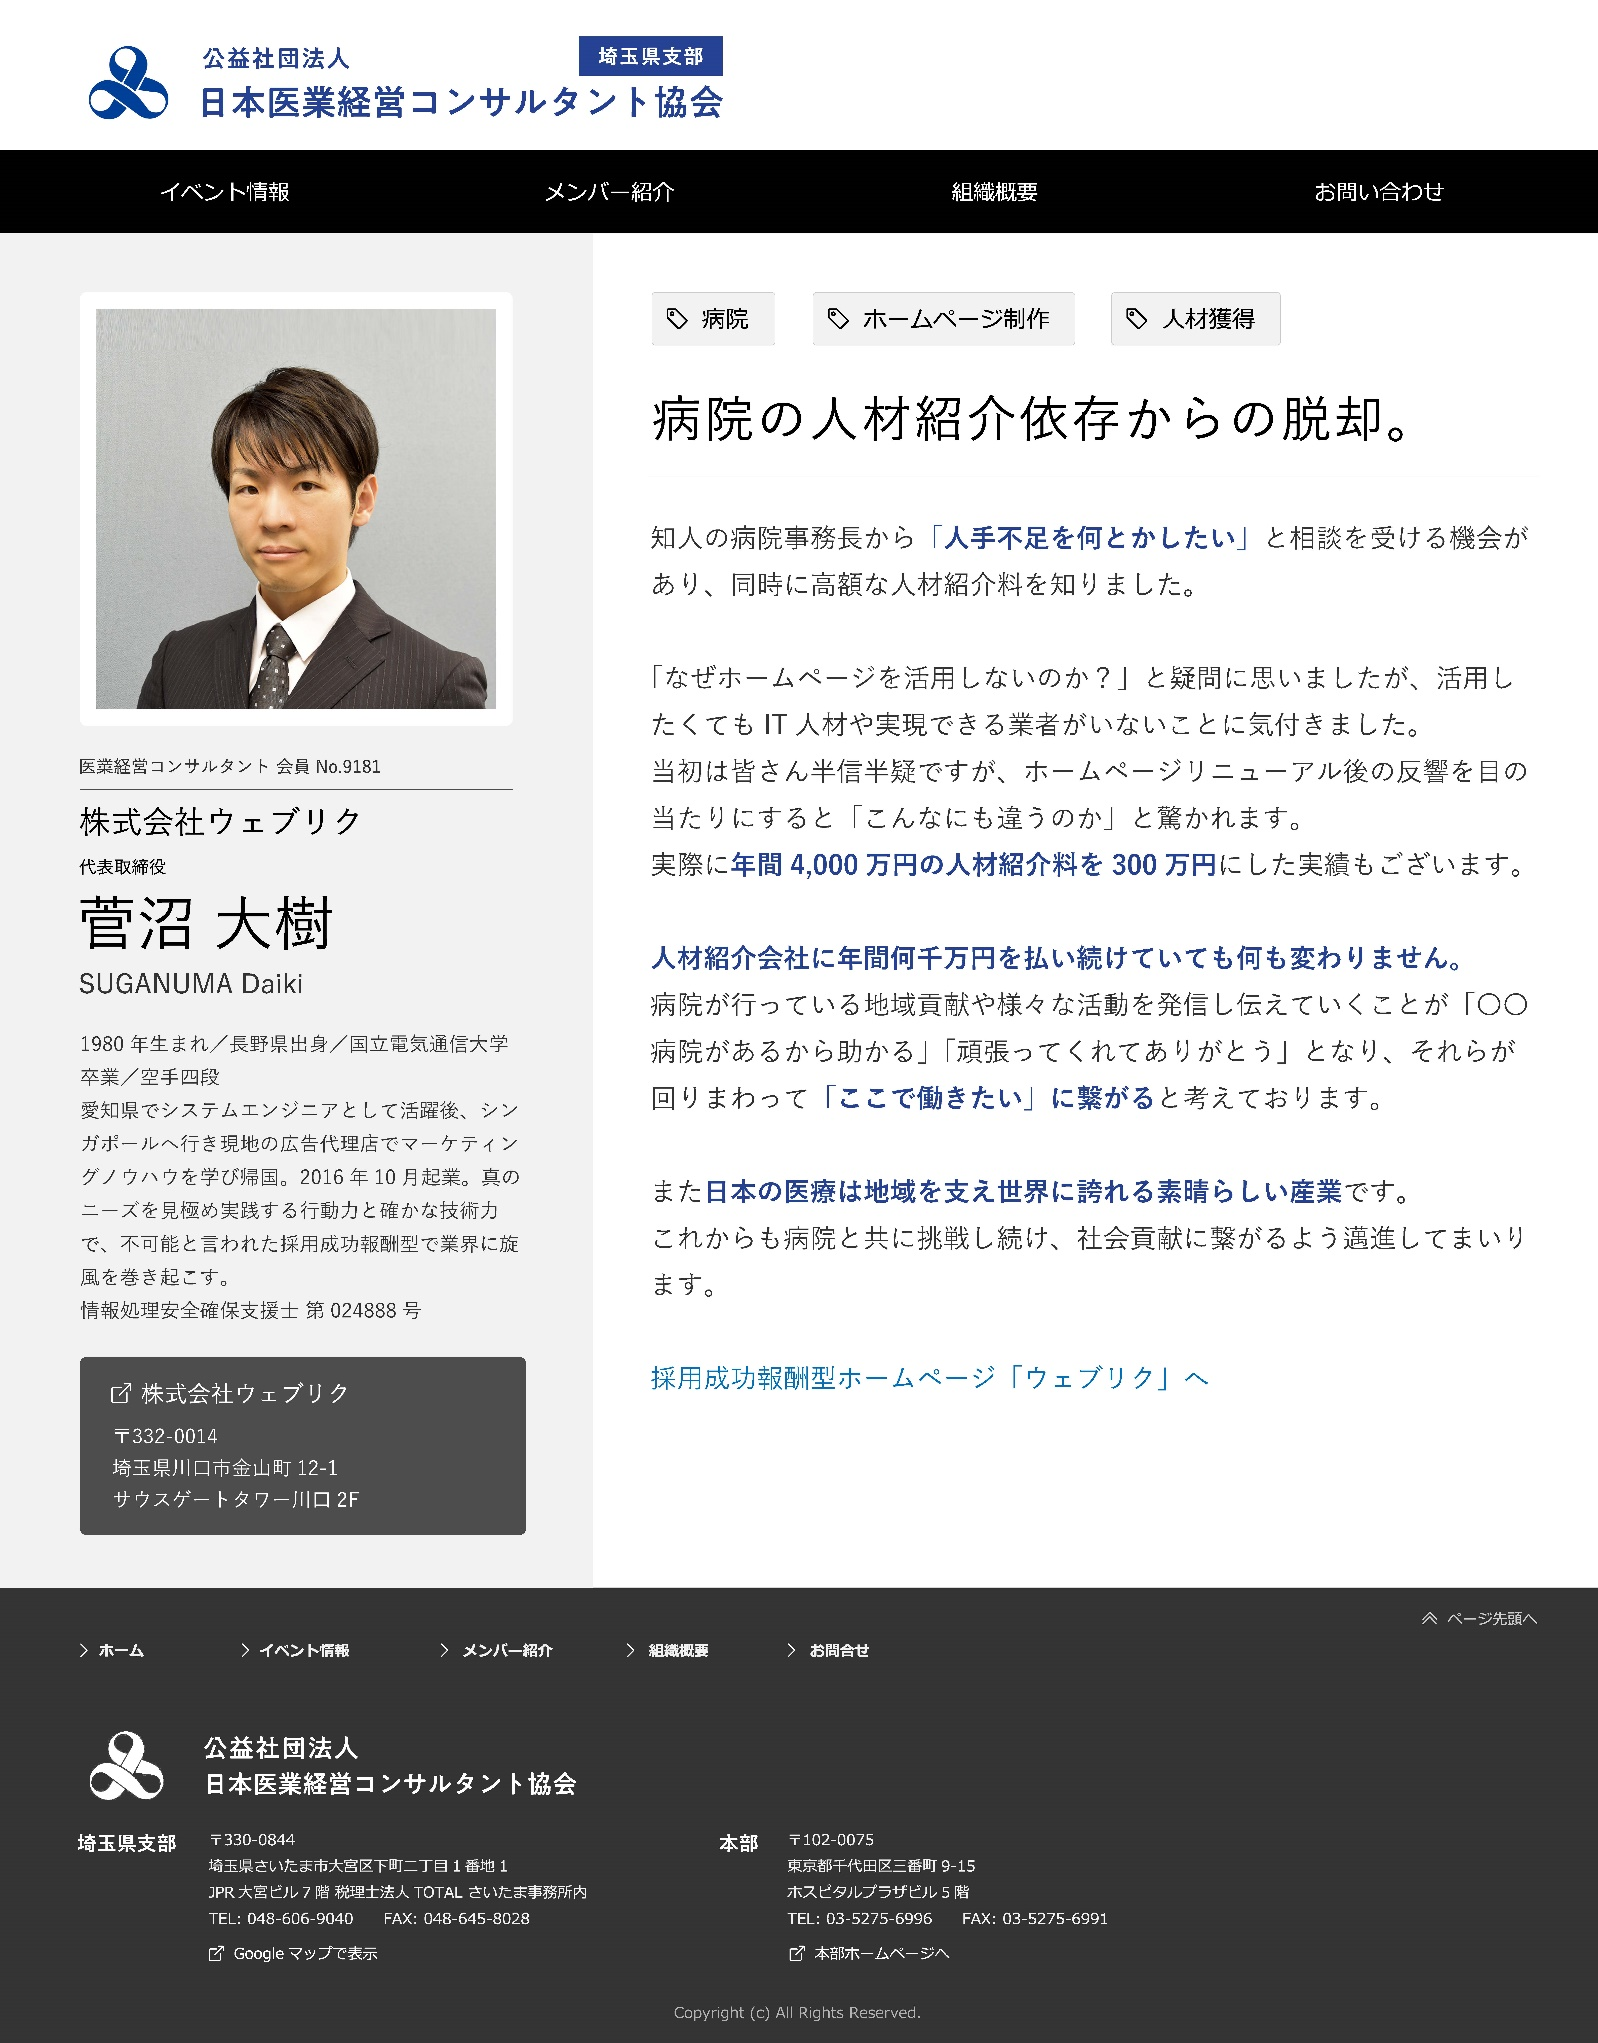 公益社団法人
埼玉県支部
日本医業経営コンサルタント協会
イベント情報
メンバー紹介
組織概要
お問い合わせ
医業経営コンサルタント 会員 No.9181
株式会社ウェブリク
代表取締役
菅沼 大樹
SUGANUMA Daiki
1980 年生まれ／長野県出身／国立電気通信大学
卒業／空手四段
愛知県でシステムエンジニアとして活躍後、シン
ガポールへ行き現地の広告代理店でマーケティン
グノウハウを学び帰国。2016 年 10 月起業。真の
ニーズを見極め実践する行動力と確かな技術力
で、不可能と言われた採用成功報酬型で業界に旋
風を巻き起こす。
情報処理安全確保支援士 第 024888 号
株式会社ウェブリク
〒332-0014
埼玉県川口市金山町 12-1
サウスゲートタワー川口 2F
病院
ホームページ制作
人材獲得
病院の人材紹介依存からの脱却。
知人の病院事務長から「人手不足を何とかしたい」と相談を受ける機会が
あり、同時に高額な人材紹介料を知りました。
「なぜホームページを活用しないのか？」と疑問に思いましたが、活用し
たくても IT 人材や実現できる業者がいないことに気付きました。
当初は皆さん半信半疑ですが、ホームページリニューアル後の反響を目の
当たりにすると「こんなにも違うのか」と驚かれます。
実際に年間 4,000 万円の人材紹介料を 300 万円にした実績もございます。
人材紹介会社に年間何千万円を払い続けていても何も変わりません。
病院が行っている地域貢献や様々な活動を発信し伝えていくことが「〇〇
病院があるから助かる」「頑張ってくれてありがとう」となり、それらが
回りまわって「ここで働きたい」に繋がると考えております。
また日本の医療は地域を支え世界に誇れる素晴らしい産業です。
これからも病院と共に挑戦し続け、社会貢献に繋がるよう邁進してまいり
ます。
採用成功報酬型ホームページ「ウェブリク」へ
ページ先頭へ
ホーム
イベント情報
メンバー紹介
組織概要
お問合せ
公益社団法人
日本医業経営コンサルタント協会
埼玉県支部
〒330-0844
埼玉県さいたま市大宮区下町二丁目 1 番地 1
JPR 大宮ビル 7 階 税理士法人 TOTAL さいたま事務所内
TEL: 048-606-9040 FAX: 048-645-8028
Google マップで表示
本部
〒102-0075
東京都千代田区三番町 9-15
ホスピタルプラザビル 5 階
TEL: 03-5275-6996 FAX: 03-5275-6991
本部ホームページへ
Copyright (c) All Rights Reserved.